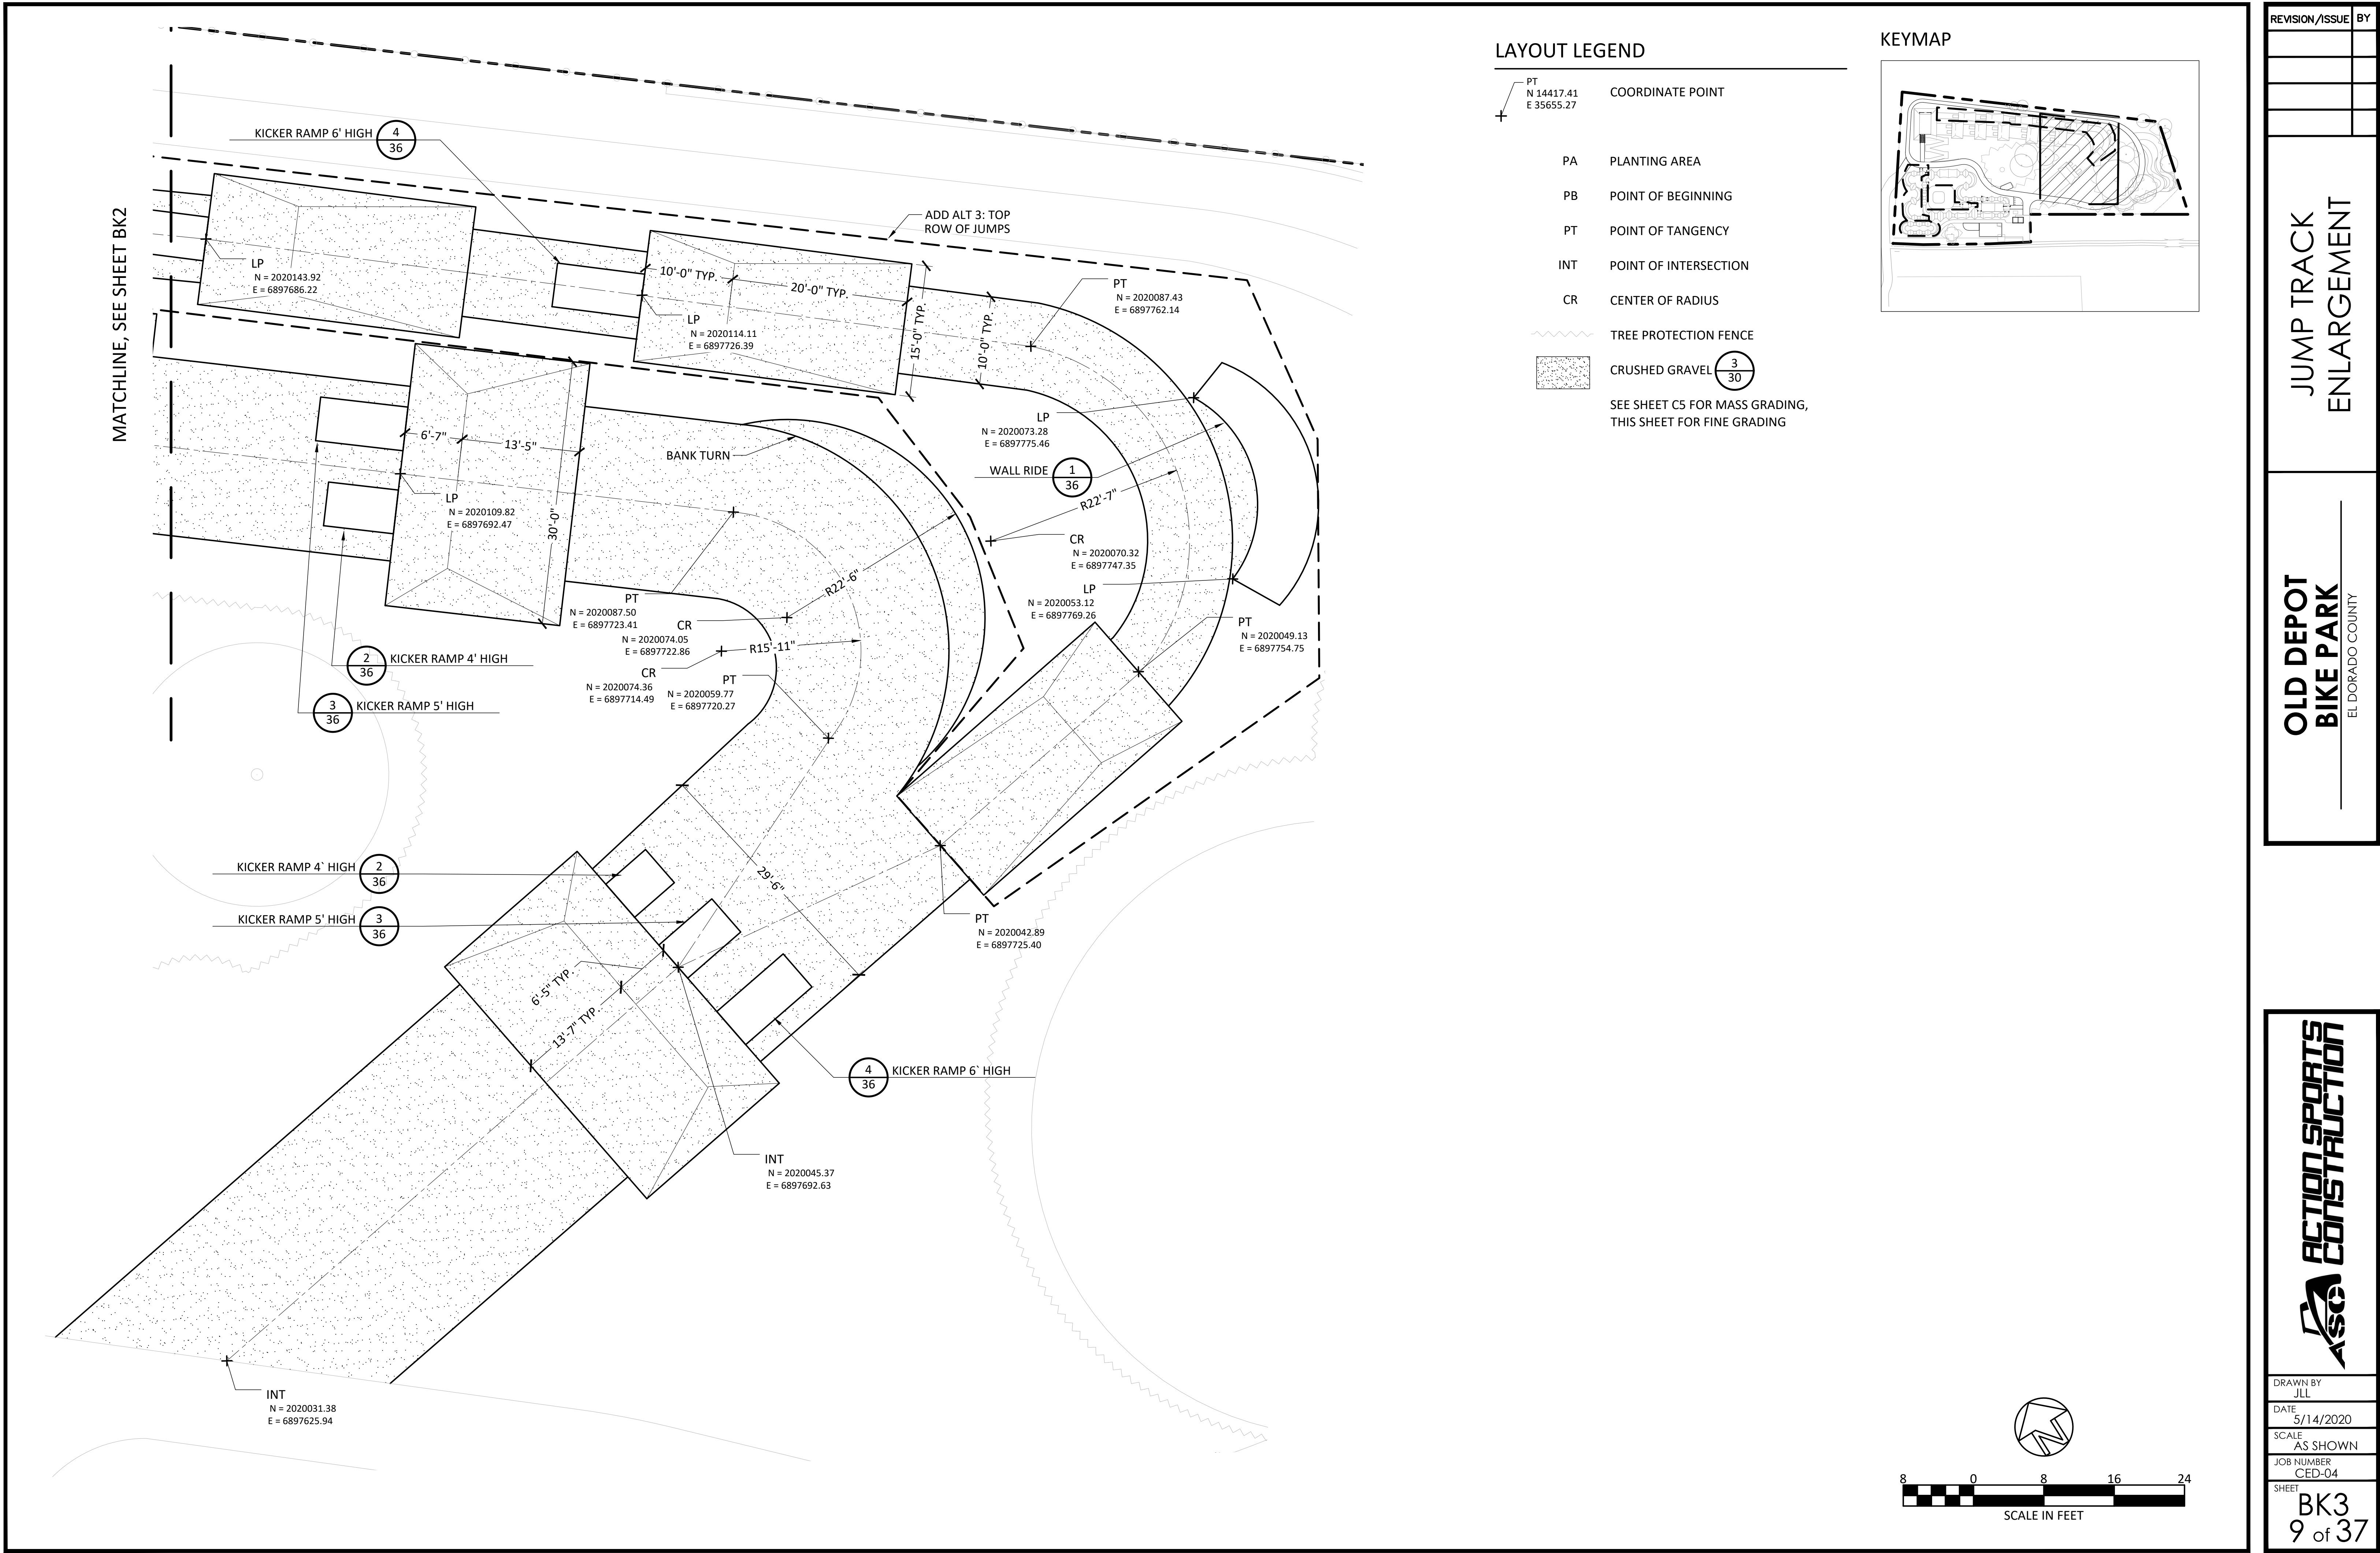 MATCHLINE, SEE SHEET BK2
KICKER RAMP 6' HIGH
4
36
LP
N = 2020143.92
E = 6897686.22
ADD ALT 3: TOP
ROW OF JUMPS
10'-0" TYP.
20'-0" TYP.
LP
N = 2020114.11
E = 6897726.39
15'-0" TYP.
10'-0" TYP.
PT
N = 2020087.43
E = 6897762.14
6'-7"
13'-5"
30'-0"
LP
N = 2020109.82
E = 6897692.47
BANK TURN
LP
N = 2020073.28
E = 6897775.46
WALL RIDE
1
36
R22'-7"
CR
N = 2020070.32
E = 6897747.35
LP
N = 2020053.12
E = 6897769.26
PT
N = 2020049.13
E = 6897754.75
R22'-6"
PT
N = 2020087.50
E = 6897723.41
CR
N = 2020074.05
E = 6897722.86
R15'-11"
CR
N = 2020074.36
E = 6897714.49
PT
N = 2020059.77
E = 6897720.27
2
36
KICKER RAMP 4' HIGH
3
36
KICKER RAMP 5' HIGH
KICKER RAMP 4` HIGH
2
36
KICKER RAMP 5' HIGH
3
36
29'-6"
PT
N = 2020042.89
E = 6897725.40
6'-5" TYP.
13'-7" TYP.
4
36
KICKER RAMP 6` HIGH
INT
N = 2020045.37
E = 6897692.63
INT
N = 2020031.38
E = 6897625.94
LAYOUT LEGEND
PT
N 14417.41
E 35655.27
COORDINATE POINT
PA PLANTING AREA
PB POINT OF BEGINNING
PT POINT OF TANGENCY
INT POINT OF INTERSECTION
CR CENTER OF RADIUS
TREE PROTECTION FENCE
CRUSHED GRAVEL
3
30
SEE SHEET C5 FOR MASS GRADING,
THIS SHEET FOR FINE GRADING
KEYMAP
8 0 8 16 24
SCALE IN FEET
REVISION/ISSUE BY
JUMP TRACK
ENLARGEMENT
OLD DEPOT
BIKE PARK
EL DORADO COUNTY
ASC
ACTION SPORTS
CONSTRUCTION
DRAWN BY
JLL
DATE
5/14/2020
SCALE
AS SHOWN
JOB NUMBER
CED-04
SHEET
BK3
9 of 37